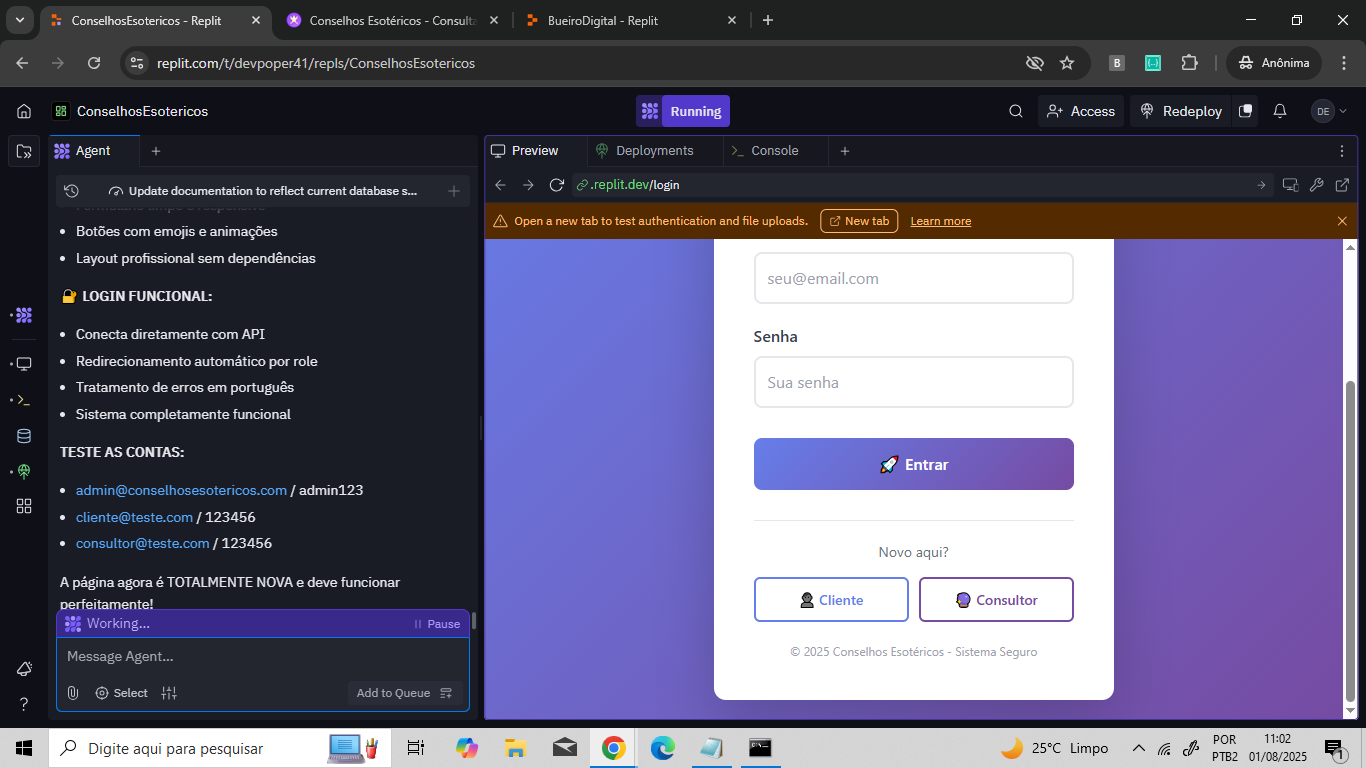 ConselhosEsotericos - Replit
Conselhos Esotéricos - Consulta
BueiroDigital - Replit
replit.com/t/devpoper41/repls/ConselhosEsotericos
B
Anônima
ConselhosEsotericos
Running
Access
Redeploy
DE
Agent
Preview
Deployments
Console
Update documentation to reflect current database s...
.replit.dev/login
Open a new tab to test authentication and file uploads.
New tab
Learn more
Botões com emojis e animações
Layout profissional sem dependências
🔐 LOGIN FUNCIONAL:
Conecta diretamente com API
Redirecionamento automático por role
Tratamento de erros em português
Sistema completamente funcional
TESTE AS CONTAS:
admin@conselhosesotericos.com / admin123
cliente@teste.com / 123456
consultor@teste.com / 123456
A página agora é TOTALMENTE NOVA e deve funcionar
perfeitamente!
Working...
Pause
Message Agent...
Select
Add to Queue
seu@email.com
Senha
Sua senha
🚀 Entrar
Novo aqui?
Cliente
🔮 Consultor
© 2025 Conselhos Esotéricos - Sistema Seguro
Digite aqui para pesquisar
25°C Limpo
POR
PTB2
11:02
01/08/2025
1